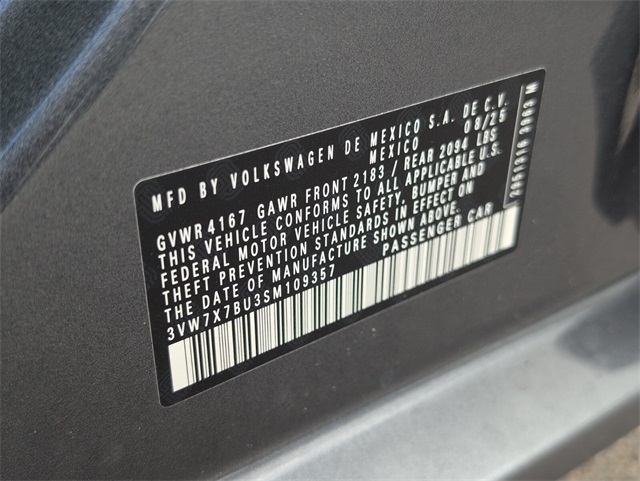 MFD BY VOLKSWAGEN DE MEXICO S.A. DE C.V.
MEXICO 08/25
GVWR 4167 GAWR FRONT 2183 / REAR 2094 LBS
THIS VEHICLE CONFORMS TO ALL APPLICABLE U.S.
FEDERAL MOTOR VEHICLE SAFETY, BUMPER AND
THEFT PREVENTION STANDARDS IN EFFECT ON
THE DATE OF MANUFACTURE SHOWN ABOVE.
3VW7X7BU3SM109357 PASSENGER CAR